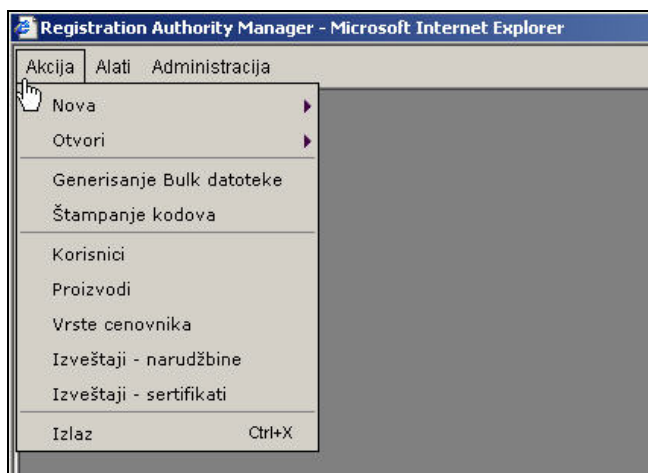 Registration Authority Manager - Microsoft Internet Explorer
Akcija Alati Administracija
Nova
Otvori
Generisanje Bulk datoteke
Štampanje kodova
Korisnici
Proizvodi
Vrste cenovnika
Izveštaji - narudžbine
Izveštaji - sertifikati
Izlaz Ctrl+X